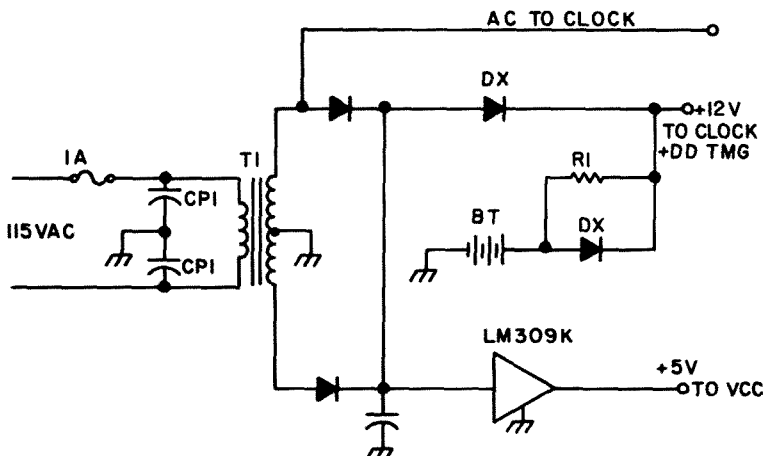 AC TO CLOCK
DX
+12V
TO CLOCK
+DD TMG
1A
T1
R1
CP1
BT
DX
115VAC
CP1
LM309K
+5V
TO VCC